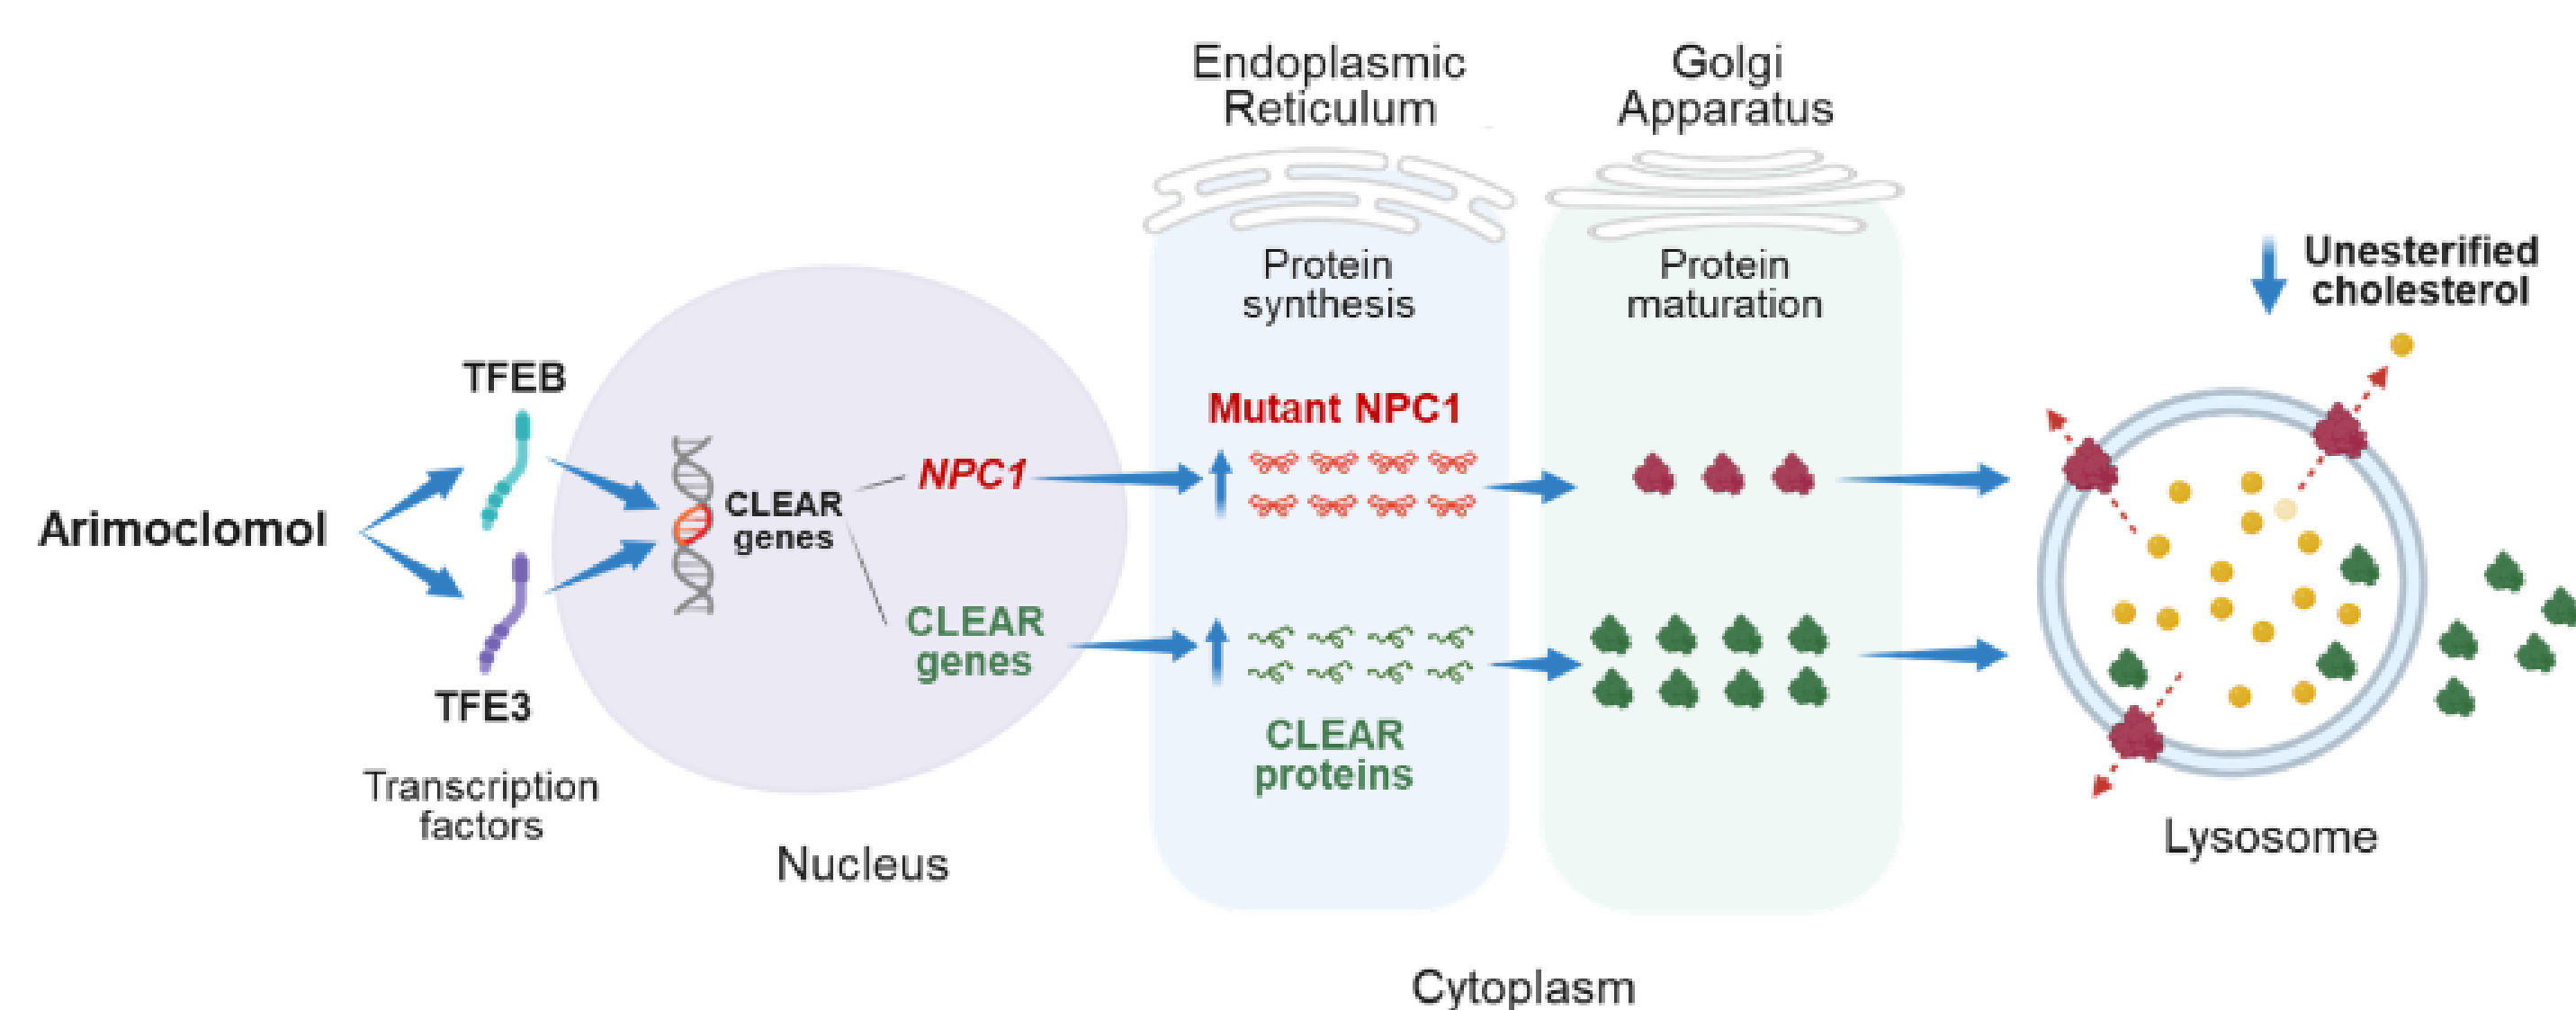 Endoplasmic
Reticulum
Golgi
Apparatus
Protein
synthesis
Protein
maturation
Unesterified
cholesterol
TFEB
Mutant NPC1
Arimoclomol
CLEAR
genes
NPC1
CLEAR
genes
TFE3
CLEAR
proteins
Transcription
factors
Nucleus
Lysosome
Cytoplasm